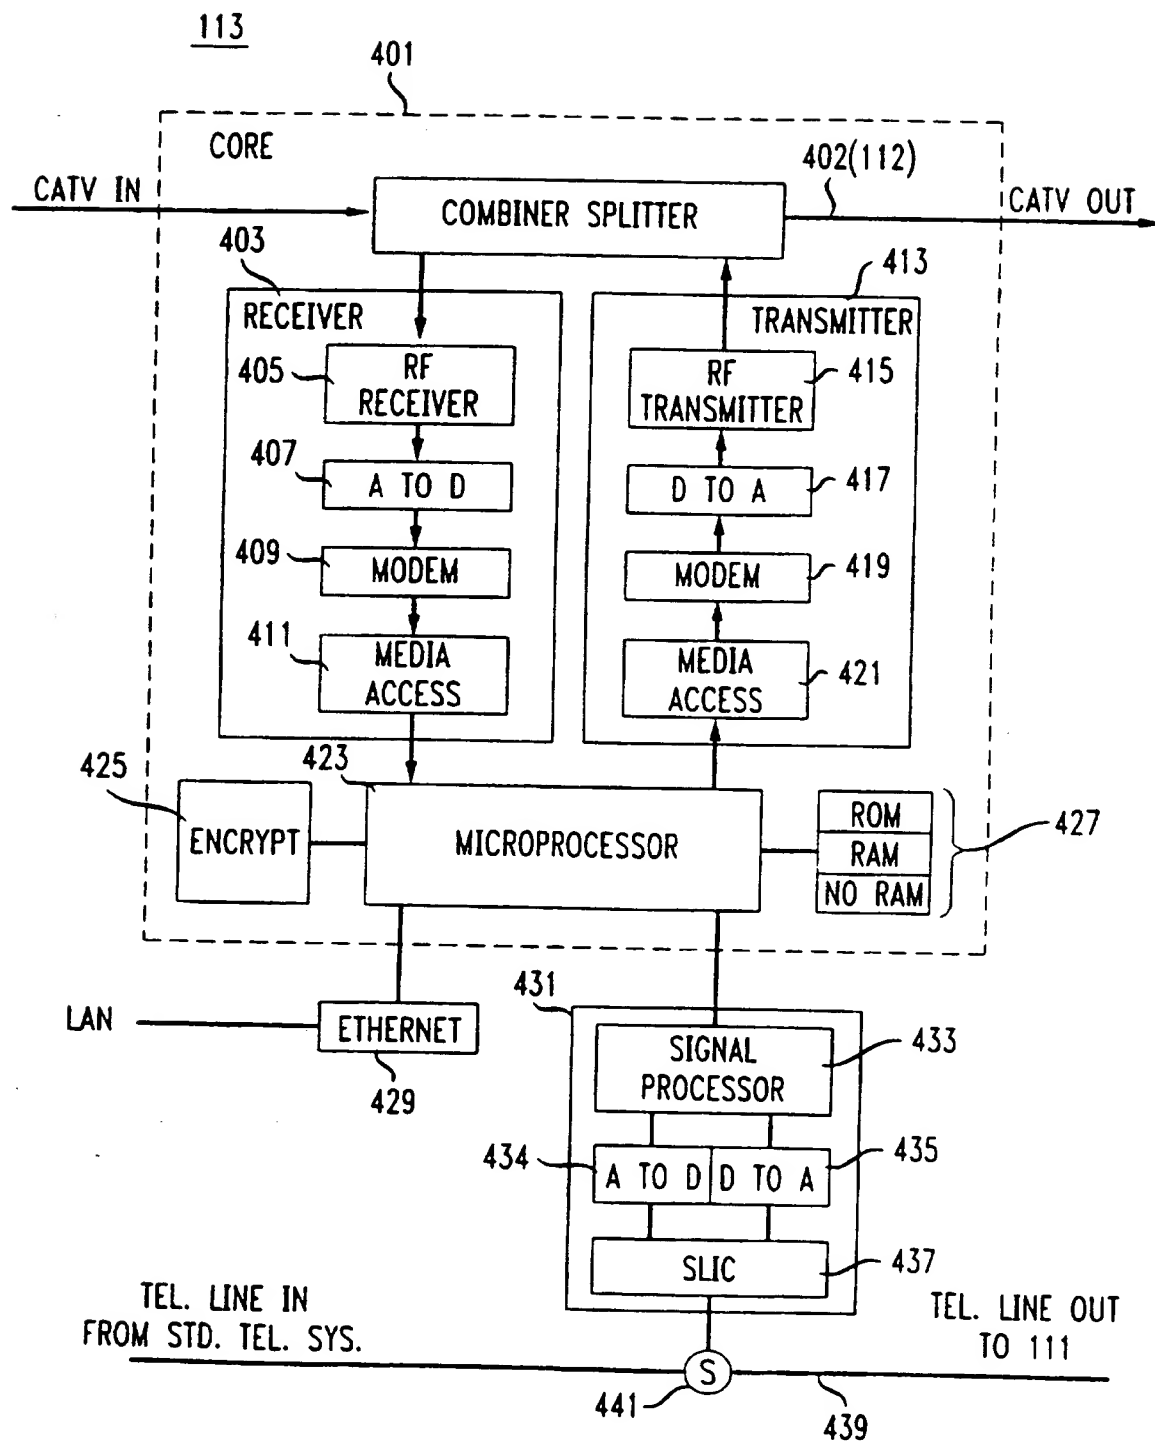 113
401
CORE
402(112)
CATV IN
COMBINER SPLITTER
CATV OUT
403
413
RECEIVER
TRANSMITTER
405
RF
RECEIVER
RF
TRANSMITTER
415
407
A TO D
D TO A
417
409
MODEM
MODEM
419
411
MEDIA
ACCESS
MEDIA
ACCESS
421
425
423
ENCRYPT
MICROPROCESSOR
ROM
RAM
NO RAM
427
LAN
ETHERNET
429
431
SIGNAL
PROCESSOR
433
434
A TO D
D TO A
435
SLIC
437
TEL. LINE IN
FROM STD. TEL. SYS.
TEL. LINE OUT
TO 111
S
441
439